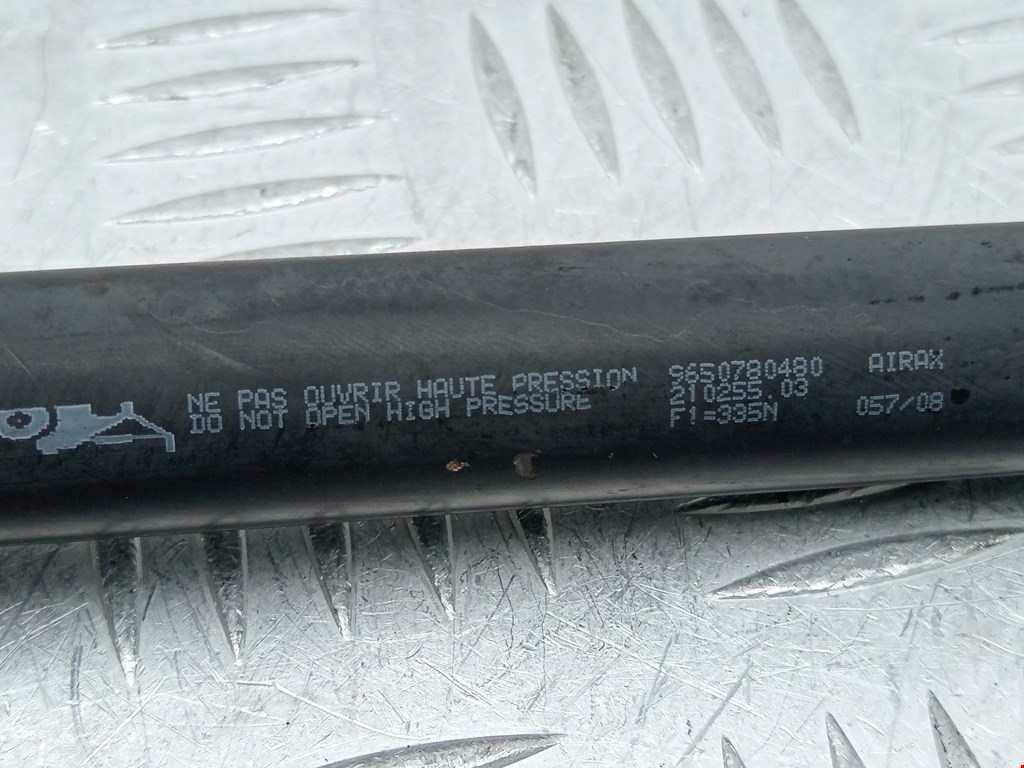 NE PAS OUVRIR HAUTE PRESSION
DO NOT OPEN HIGH PRESSURE
9650780480 AIRAX
210255.03
F1=335N 057/08